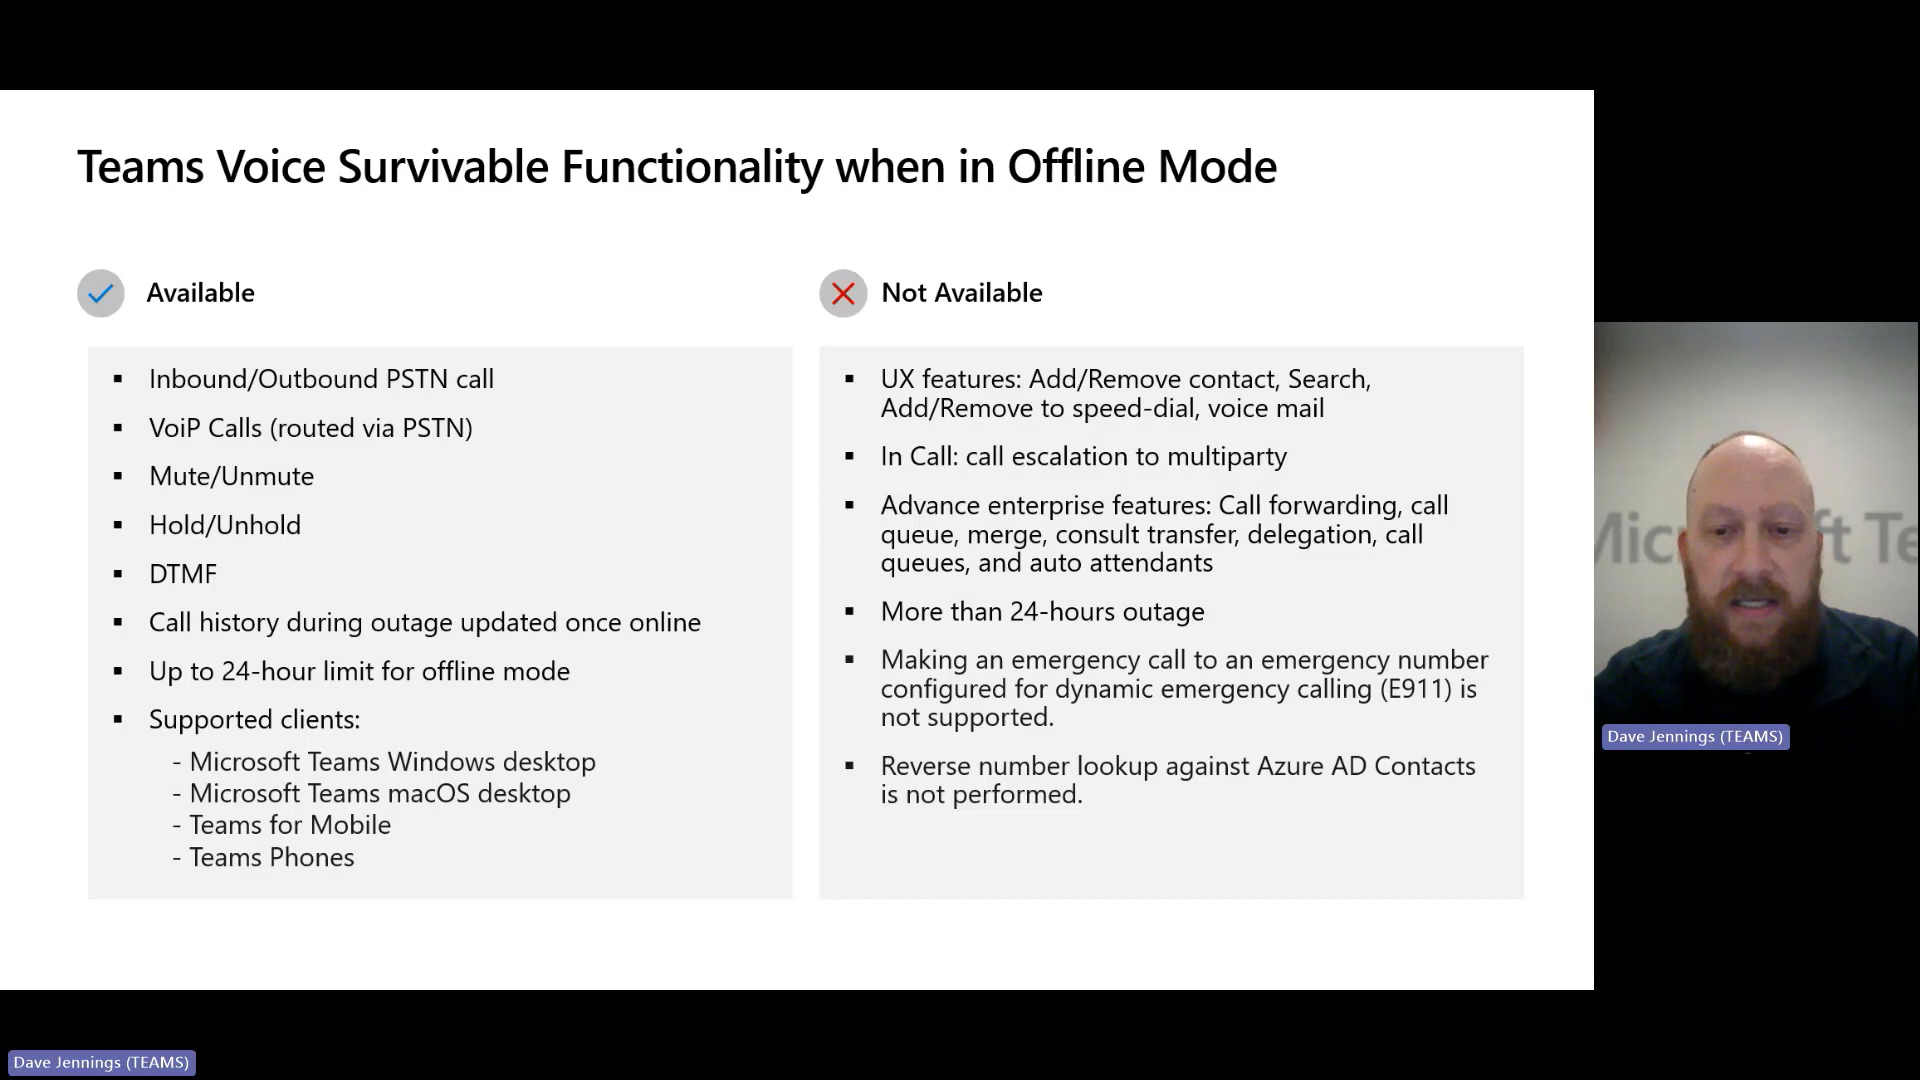 Teams Voice Survivable Functionality when in Offline Mode
Available
▪ Inbound/Outbound PSTN call
▪ VoiP Calls (routed via PSTN)
▪ Mute/Unmute
▪ Hold/Unhold
▪ DTMF
▪ Call history during outage updated once online
▪ Up to 24-hour limit for offline mode
▪ Supported clients:
- Microsoft Teams Windows desktop
- Microsoft Teams macOS desktop
- Teams for Mobile
- Teams Phones
Not Available
▪ UX features: Add/Remove contact, Search,
Add/Remove to speed-dial, voice mail
▪ In Call: call escalation to multiparty
▪ Advance enterprise features: Call forwarding, call
queue, merge, consult transfer, delegation, call
queues, and auto attendants
▪ More than 24-hours outage
▪ Making an emergency call to an emergency number
configured for dynamic emergency calling (E911) is
not supported.
▪ Reverse number lookup against Azure AD Contacts
is not performed.
Mic ft Te
Dave Jennings (TEAMS)
Dave Jennings (TEAMS)